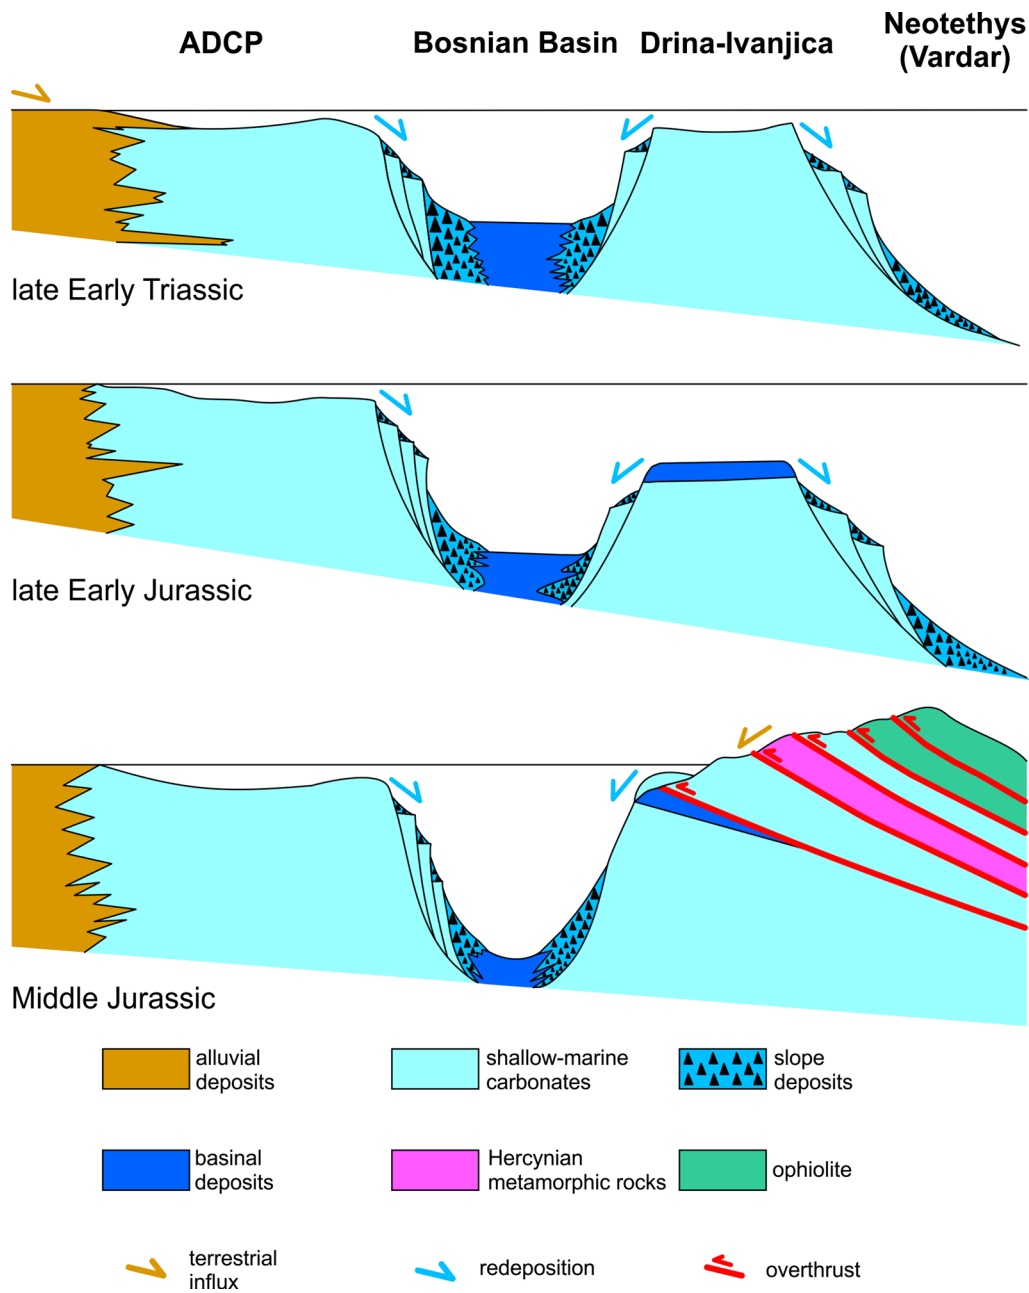 ADCP
Bosnian Basin
Drina-Ivanjica
Neotethys
(Vardar)
late Early Triassic
late Early Jurassic
Middle Jurassic
alluvial
deposits
shallow-marine
carbonates
slope
deposits
basinal
deposits
Hercynian
metamorphic rocks
ophiolite
terrestrial
influx
redeposition
overthrust